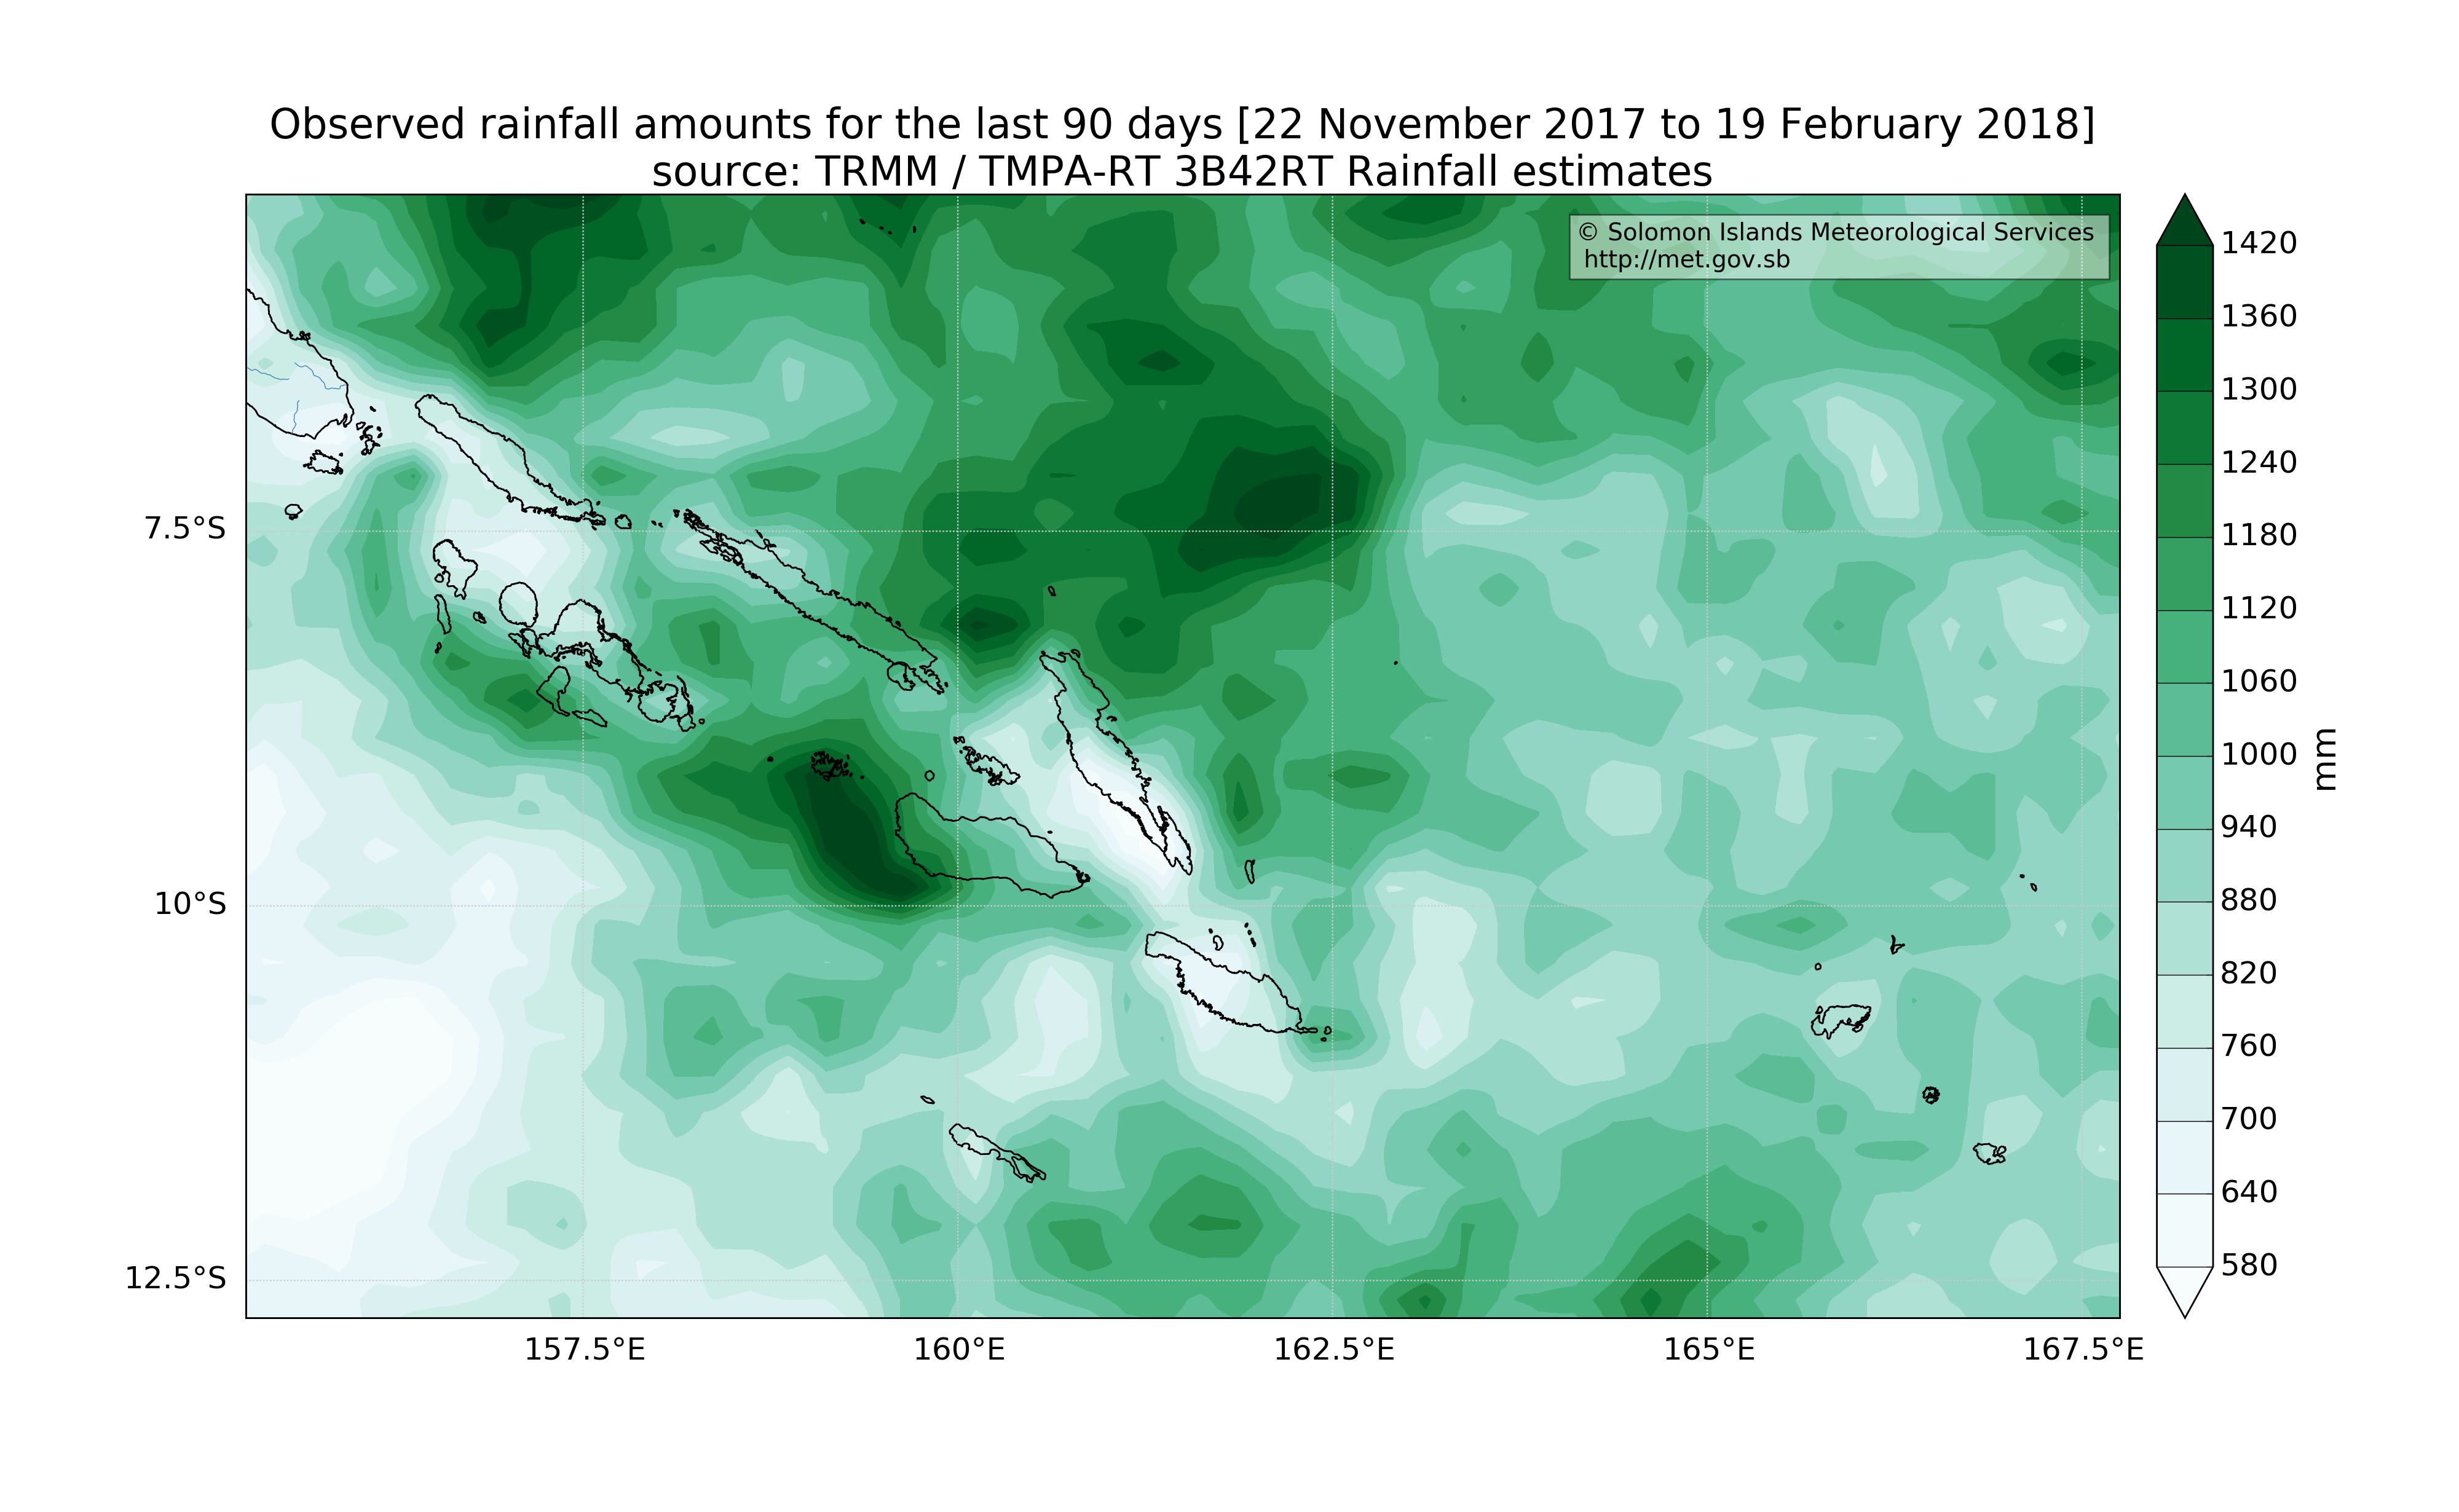 Observed rainfall amounts for the last 90 days [22 November 2017 to 19 February 2018]
source: TRMM / TMPA-RT 3B42RT Rainfall estimates
© Solomon Islands Meteorological Services
http://met.gov.sb
7.5°S
10°S
12.5°S
157.5°E
160°E
162.5°E
165°E
167.5°E
1420
1360
1300
1240
1180
1120
1060
1000
940
880
820
760
700
640
580
mm